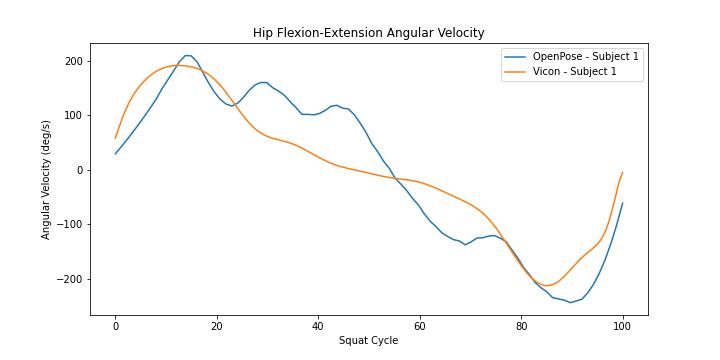 Hip Flexion-Extension Angular Velocity
OpenPose - Subject 1
Vicon - Subject 1
Angular Velocity (deg/s)
200
100
0
−100
−200
0 20 40 60 80 100
Squat Cycle